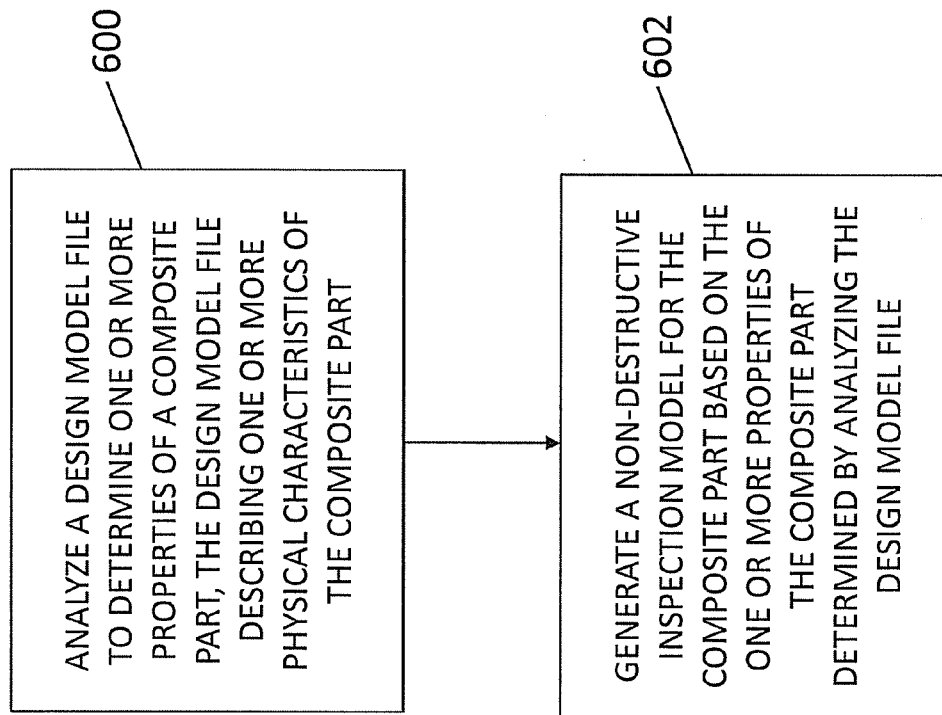 ANALYZE A DESIGN MODEL FILE
TO DETERMINE ONE OR MORE
PROPERTIES OF A COMPOSITE
PART, THE DESIGN MODEL FILE
DESCRIBING ONE OR MORE
PHYSICAL CHARACTERISTICS OF
THE COMPOSITE PART
600
GENERATE A NON-DESTRUCTIVE
INSPECTION MODEL FOR THE
COMPOSITE PART BASED ON THE
ONE OR MORE PROPERTIES OF
THE COMPOSITE PART
DETERMINED BY ANALYZING THE
DESIGN MODEL FILE
602